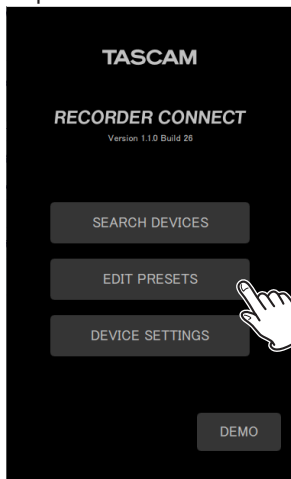 TASCAM
RECORDER CONNECT
Version 1.1.0 Build 26
SEARCH DEVICES
EDIT PRESETS
DEVICE SETTINGS
DEMO